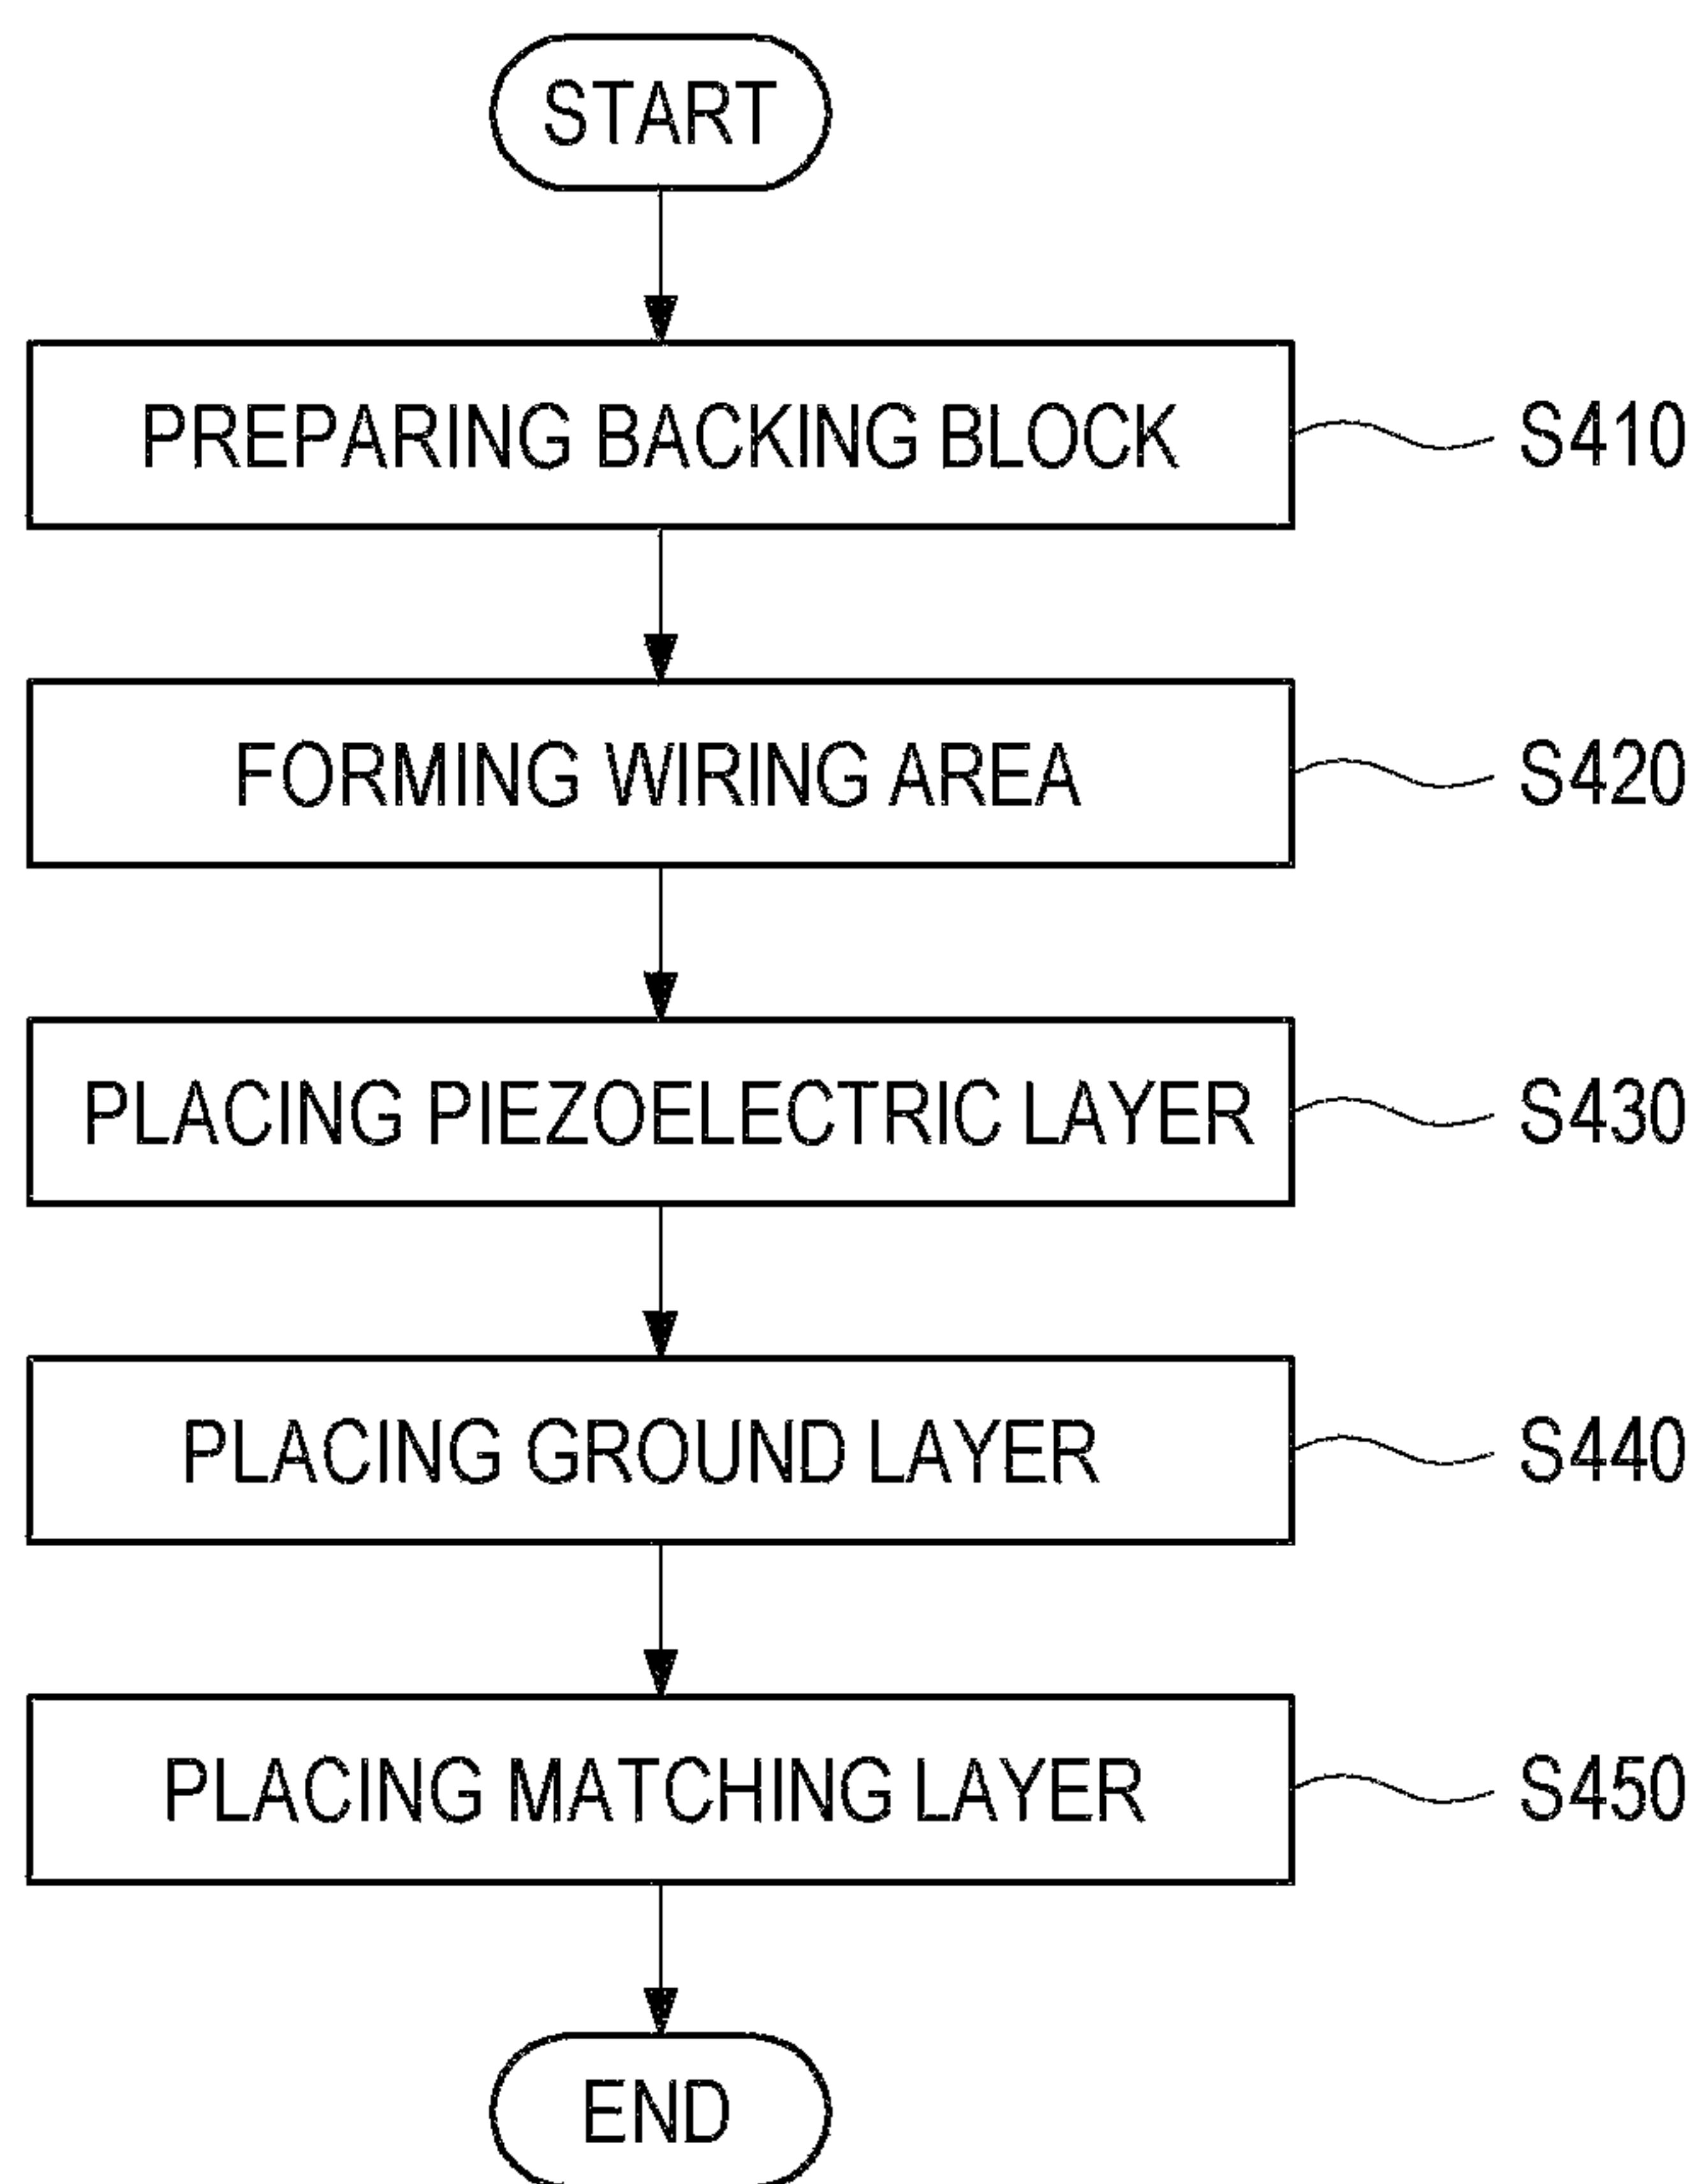 START
PREPARING BACKING BLOCK
S410
FORMING WIRING AREA
S420
PLACING PIEZOELECTRIC LAYER
S430
PLACING GROUND LAYER
S440
PLACING MATCHING LAYER
S450
END